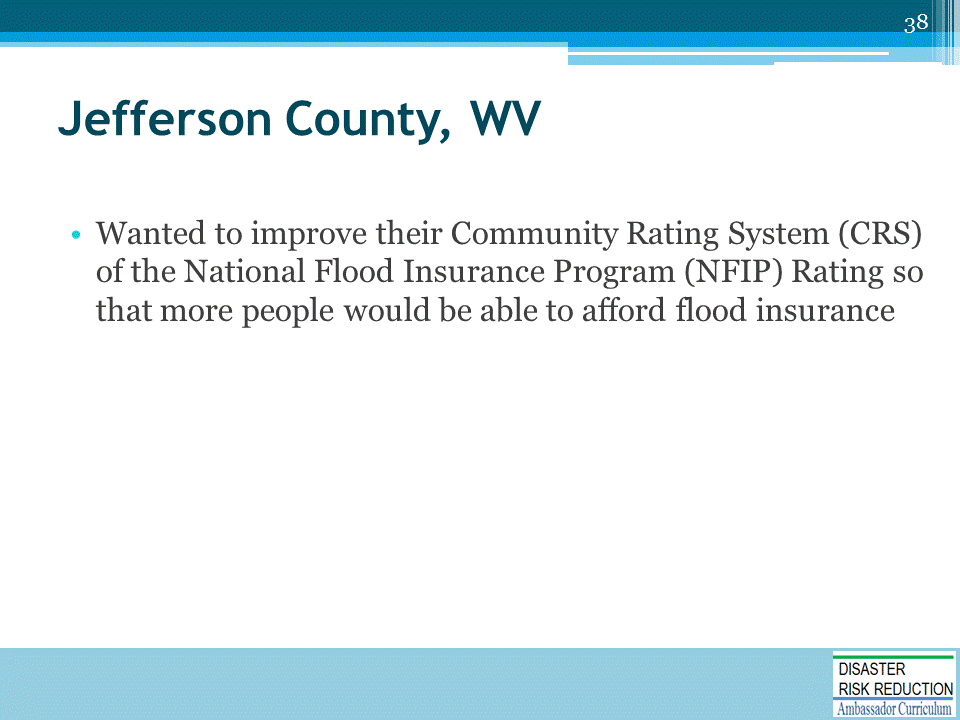 38
Jefferson County, WV
• Wanted to improve their Community Rating System (CRS)
of the National Flood Insurance Program (NFIP) Rating so
that more people would be able to afford flood insurance
DISASTER
RISK REDUCTION
Ambassador Curriculum